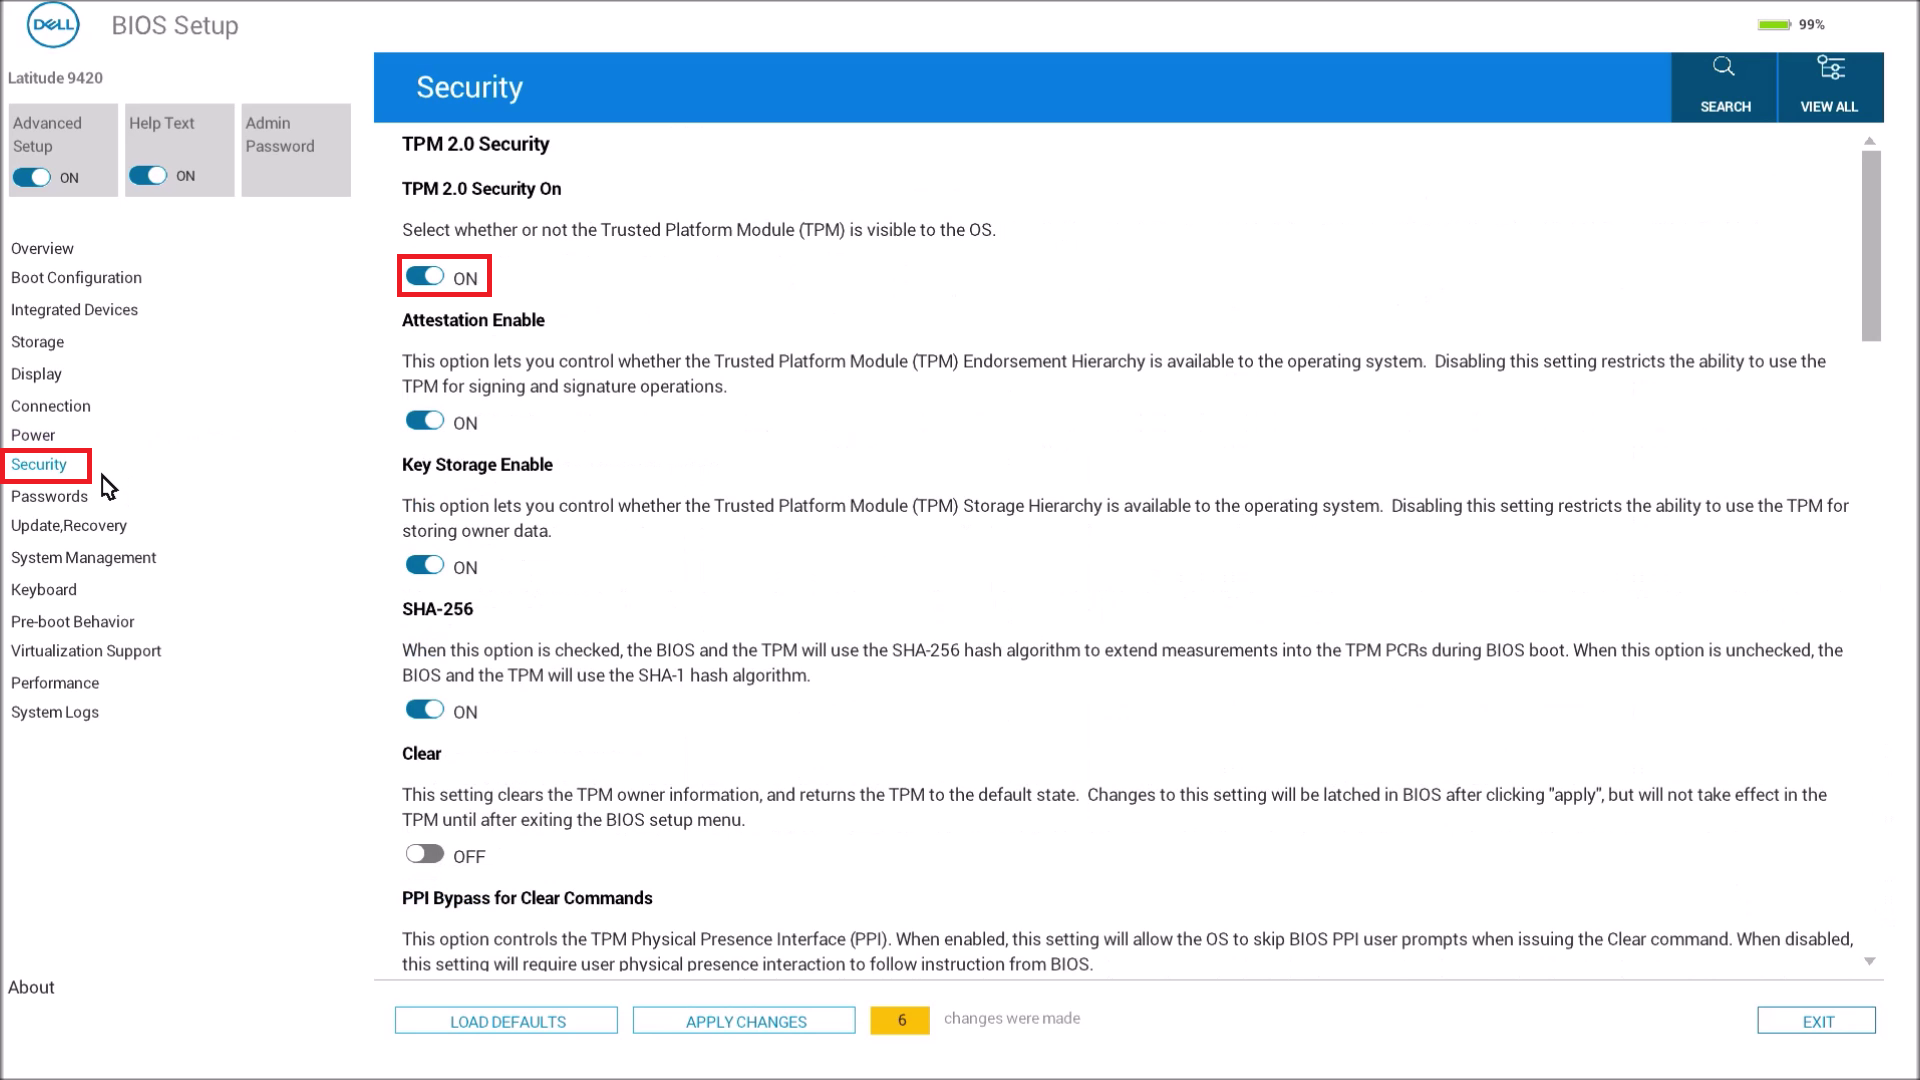 DELL
BIOS Setup
99%
Latitude 9420
Advanced
Setup
ON
Help Text
ON
Admin
Password
Overview
Boot Configuration
Integrated Devices
Storage
Display
Connection
Power
Security
Passwords
Update,Recovery
System Management
Keyboard
Pre-boot Behavior
Virtualization Support
Performance
System Logs
About
Security
SEARCH
VIEW ALL
TPM 2.0 Security
TPM 2.0 Security On
Select whether or not the Trusted Platform Module (TPM) is visible to the OS.
ON
Attestation Enable
This option lets you control whether the Trusted Platform Module (TPM) Endorsement Hierarchy is available to the operating system.  Disabling this setting restricts the ability to use the
TPM for signing and signature operations.
ON
Key Storage Enable
This option lets you control whether the Trusted Platform Module (TPM) Storage Hierarchy is available to the operating system.  Disabling this setting restricts the ability to use the TPM for
storing owner data.
ON
SHA-256
When this option is checked, the BIOS and the TPM will use the SHA-256 hash algorithm to extend measurements into the TPM PCRs during BIOS boot. When this option is unchecked, the
BIOS and the TPM will use the SHA-1 hash algorithm.
ON
Clear
This setting clears the TPM owner information, and returns the TPM to the default state.  Changes to this setting will be latched in BIOS after clicking "apply", but will not take effect in the
TPM until after exiting the BIOS setup menu.
OFF
PPI Bypass for Clear Commands
This option controls the TPM Physical Presence Interface (PPI). When enabled, this setting will allow the OS to skip BIOS PPI user prompts when issuing the Clear command. When disabled,
this setting will require user physical presence interaction to follow instruction from BIOS.
LOAD DEFAULTS
APPLY CHANGES
6
changes were made
EXIT